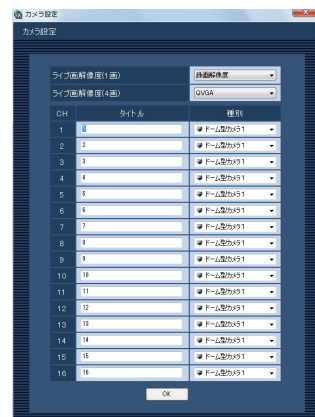 カメラ設定
カメラ設定
ライブ画解像度(1画) 録画解像度
ライブ画解像度(4画) QVGA
CH タイトル 種別
1 1 ドーム型カメラ1
2 2 ドーム型カメラ1
3 3 ドーム型カメラ1
4 4 ドーム型カメラ1
5 5 ドーム型カメラ1
6 6 ドーム型カメラ1
7 7 ドーム型カメラ1
8 8 ドーム型カメラ1
9 9 ドーム型カメラ1
10 10 ドーム型カメラ1
11 11 ドーム型カメラ1
12 12 ドーム型カメラ1
13 13 ドーム型カメラ1
14 14 ドーム型カメラ1
15 15 ドーム型カメラ1
16 16 ドーム型カメラ1
OK